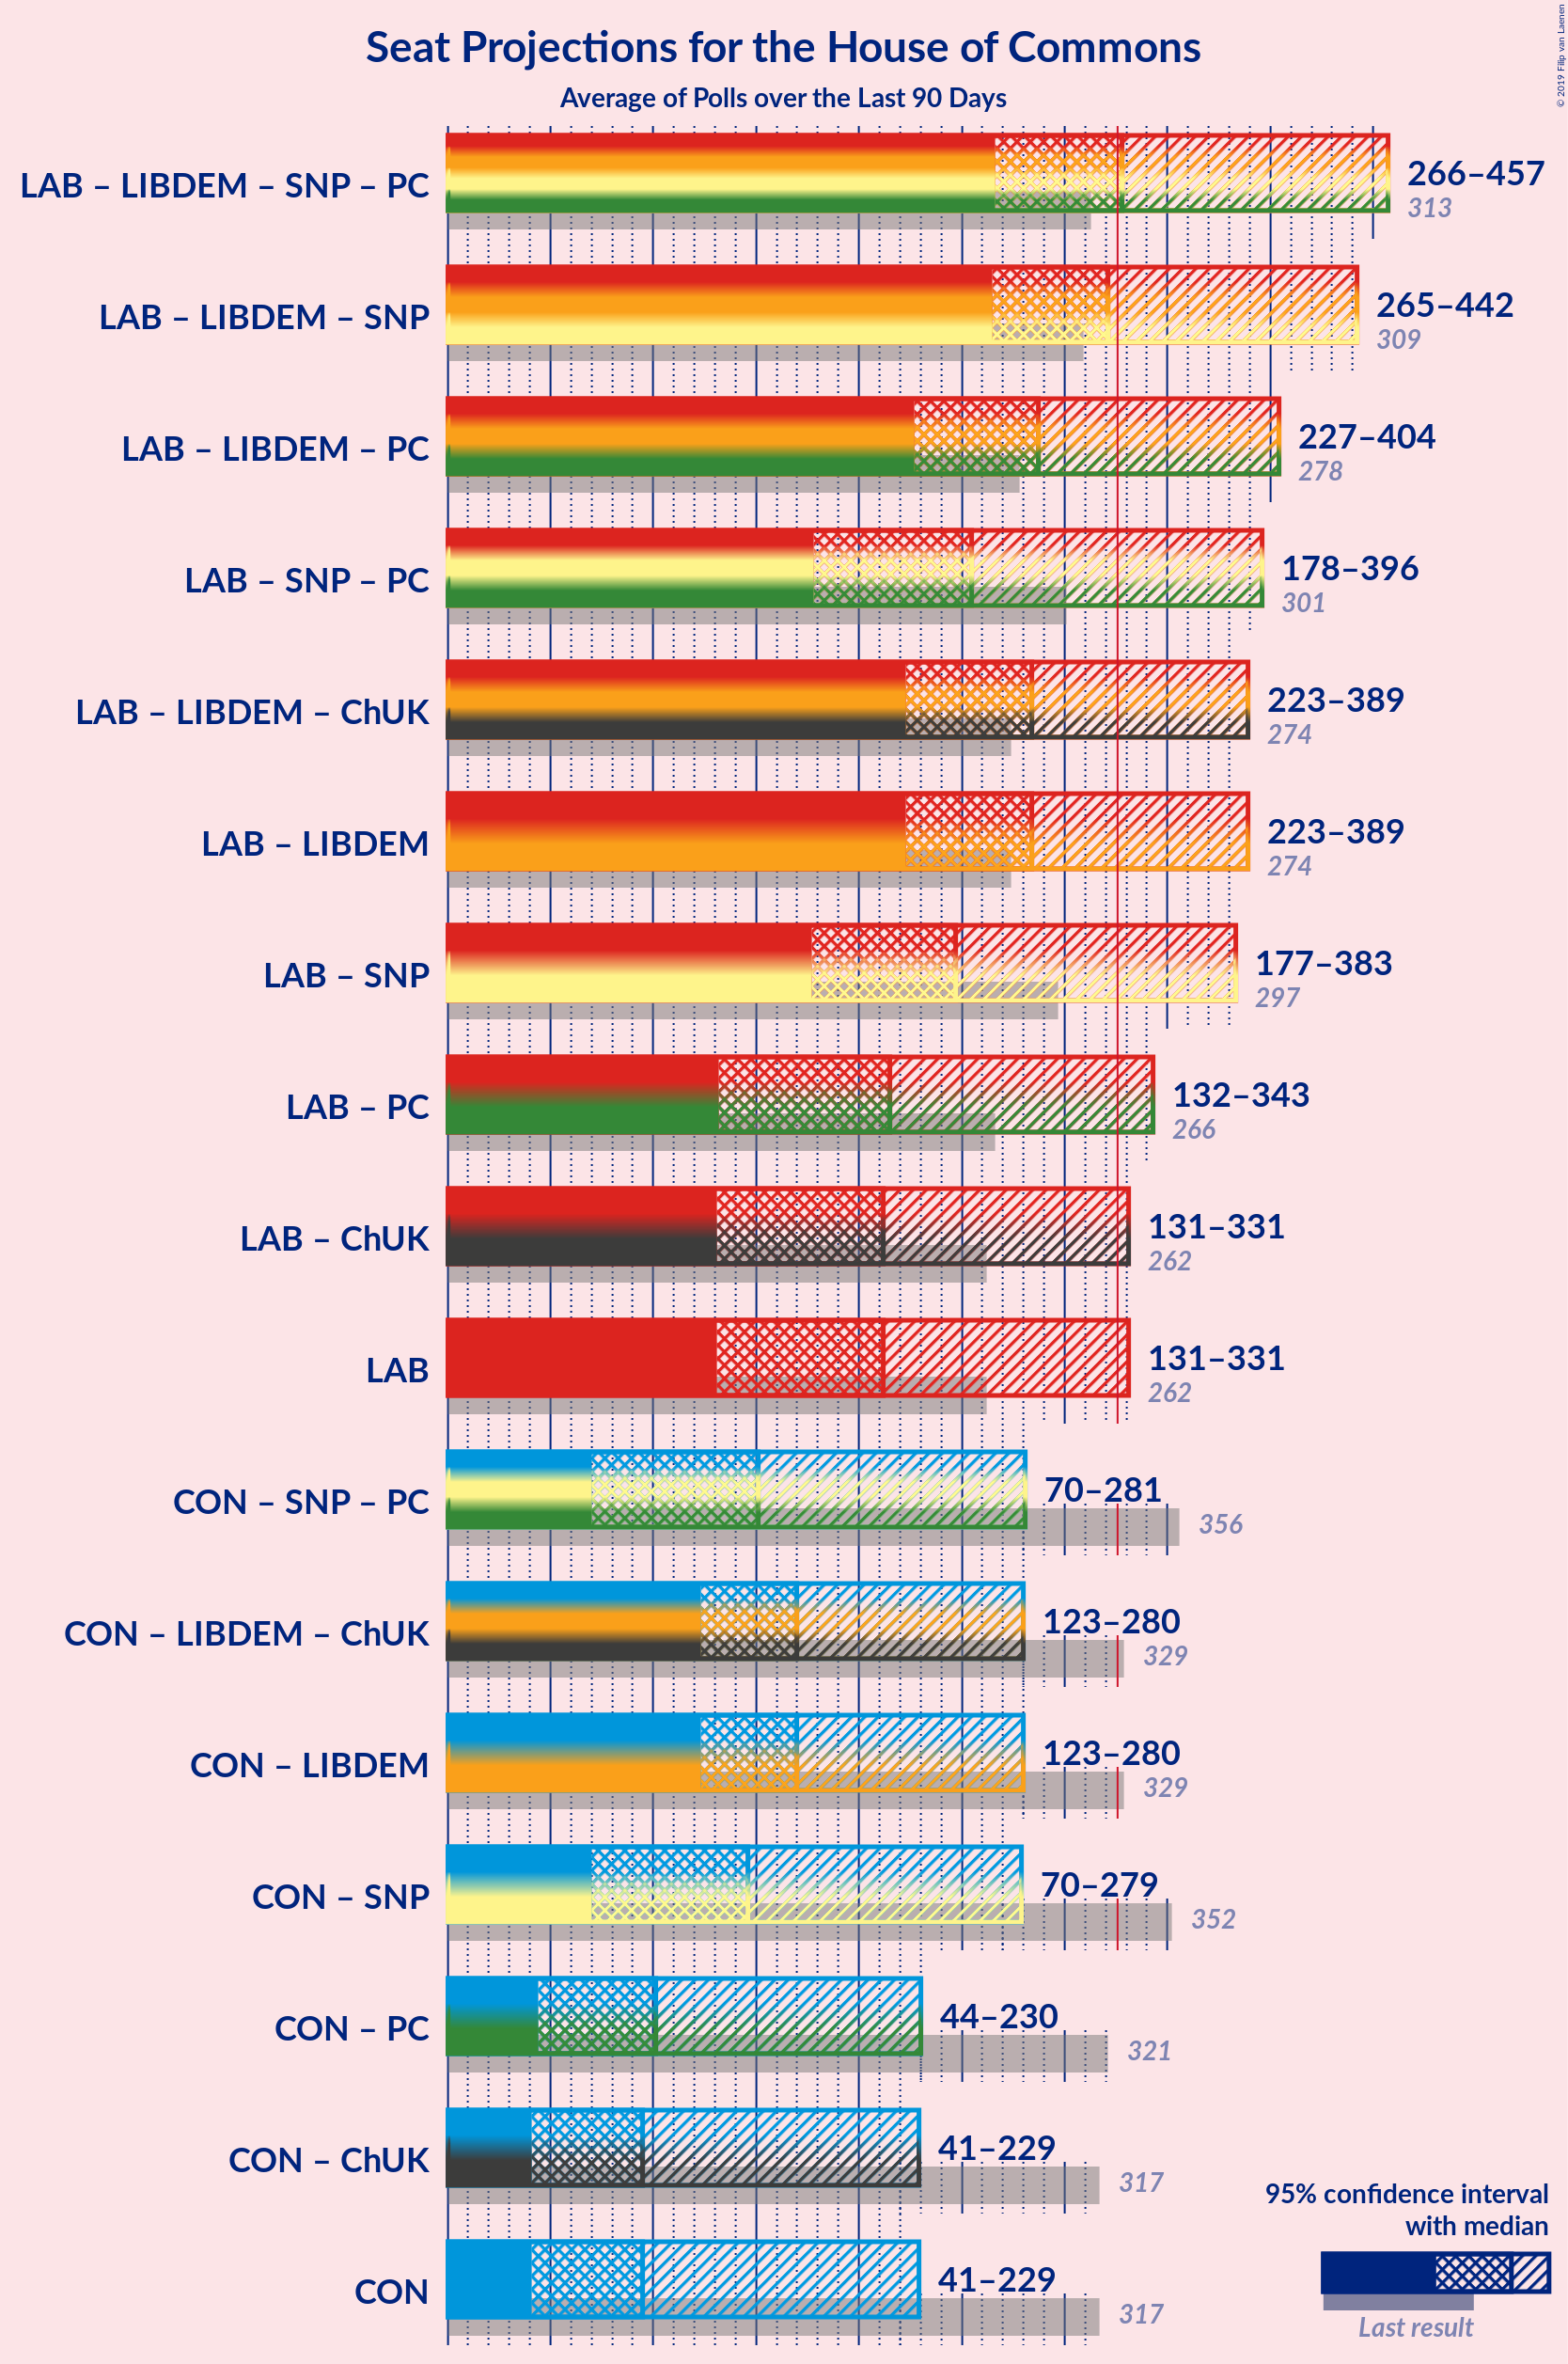 Seat Projections for the House of Commons
Average of Polls over the Last 90 Days
© 2019 Filip van Laenen
LAB – LIBDEM – SNP – PC
266–457
313
LAB – LIBDEM – SNP
265–442
309
LAB – LIBDEM – PC
227–404
278
LAB – SNP – PC
178–396
301
LAB – LIBDEM – ChUK
223–389
274
LAB – LIBDEM
223–389
274
LAB – SNP
177–383
297
LAB – PC
132–343
266
LAB – ChUK
131–331
262
LAB
131–331
262
CON – SNP – PC
70–281
356
CON – LIBDEM – ChUK
123–280
329
CON – LIBDEM
123–280
329
CON – SNP
70–279
352
CON – PC
44–230
321
CON – ChUK
41–229
317
CON
41–229
317
95% confidence interval
with median
Last result